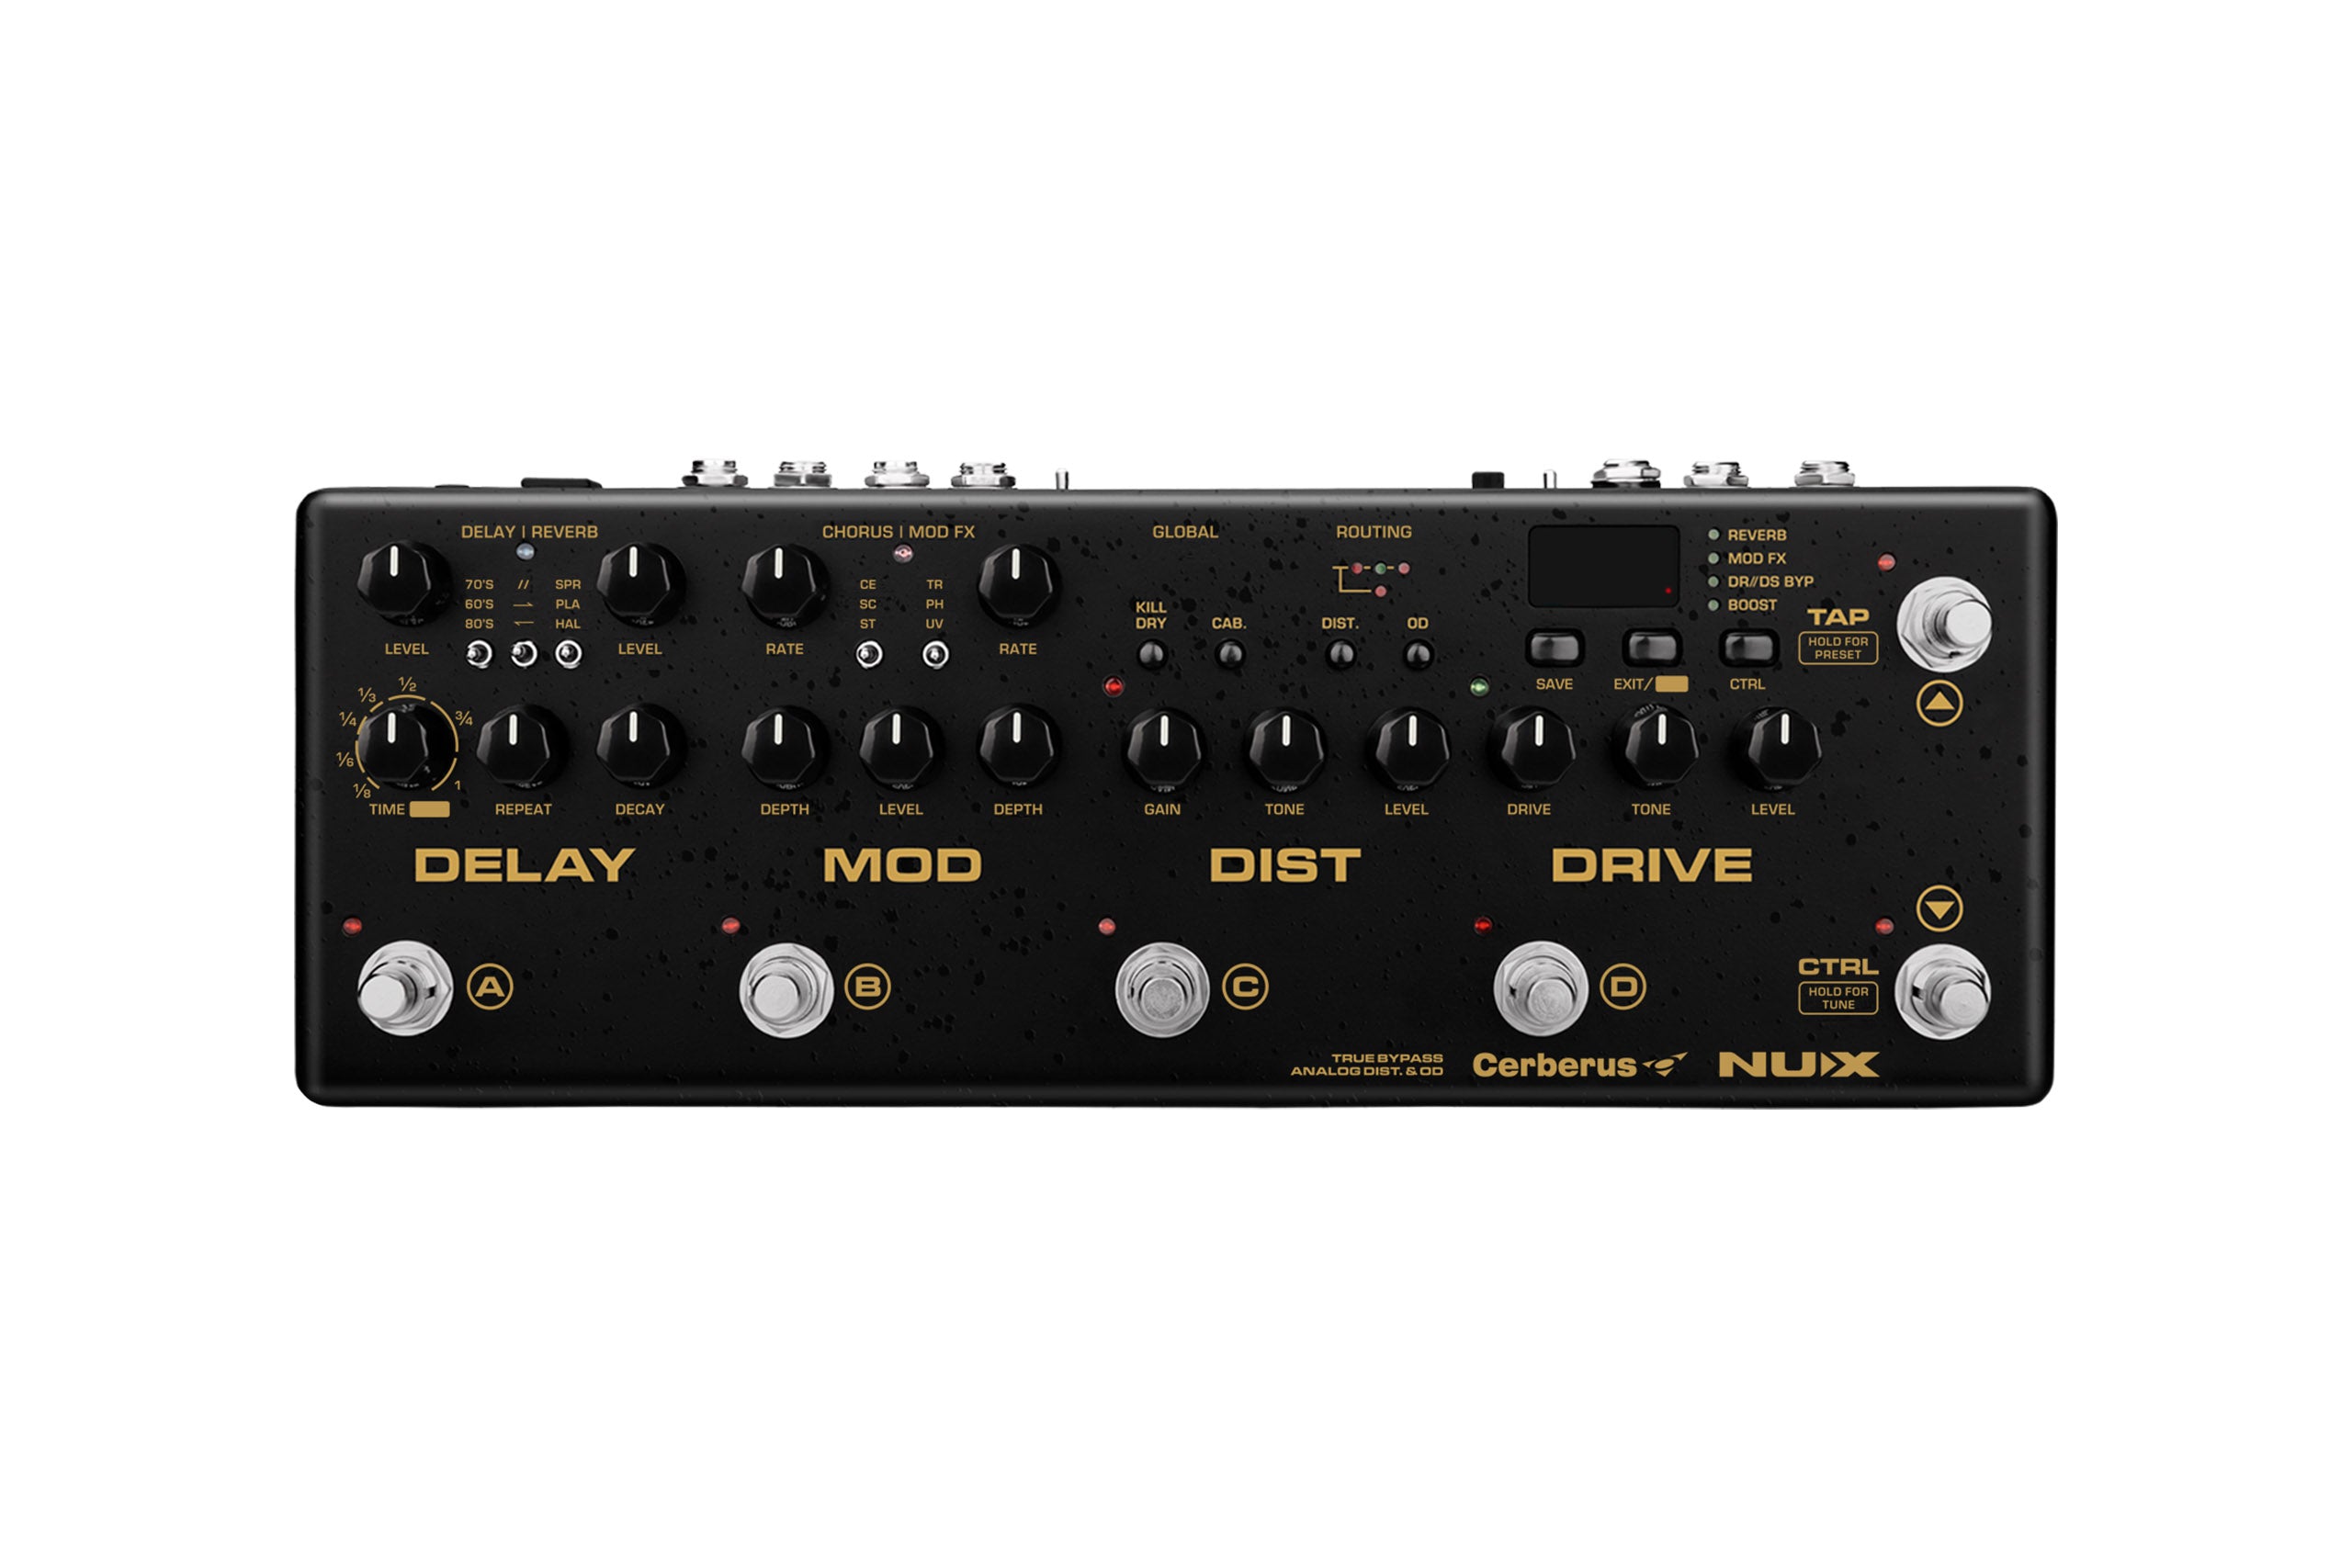 DELAY | REVERB
CHORUS | MOD FX
GLOBAL
ROUTING
REVERB
MOD FX
DR//DS BYP
BOOST
70'S // SPR
60'S PLA
80'S HAL
CE TR
SC PH
ST UV
KILL
DRY
CAB.
DIST.
OD
TAP
HOLD FOR
PRESET
LEVEL
LEVEL
RATE
RATE
SAVE
EXIT/
CTRL
1/8
1/6
1/4
1/3
1/2
3/4
1
TIME
REPEAT
DECAY
DEPTH
LEVEL
DEPTH
GAIN
TONE
LEVEL
DRIVE
TONE
LEVEL
DELAY
MOD
DIST
DRIVE
A
B
C
D
CTRL
HOLD FOR
TUNE
TRUE BYPASS
ANALOG DIST. & OD
Cerberus
NUX